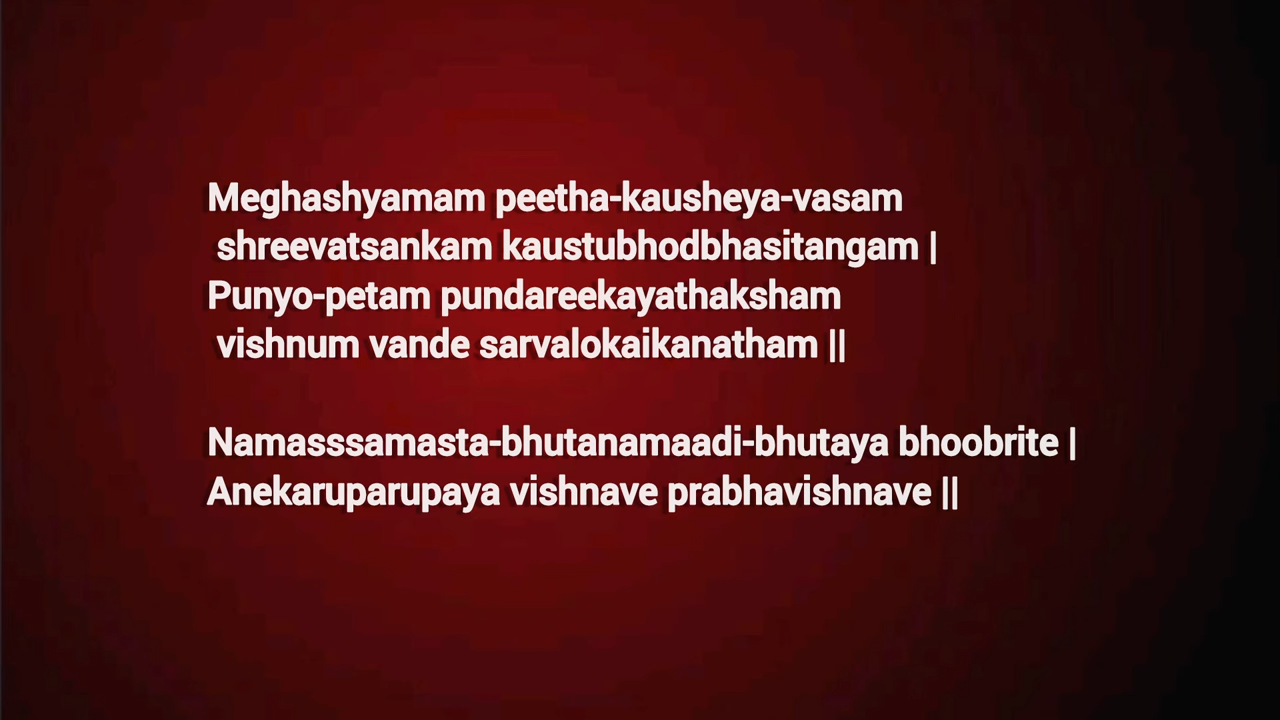 Meghashyamam peetha-kausheya-vasam
shreevatsankam kaustubhodbhasitangam |
Punyo-petam pundareekayathaksham
vishnum vande sarvalokaikanatham ||
Namasssamasta-bhutanamaadi-bhutaya bhoobrite |
Anekaruparupaya vishnave prabhavishnave ||